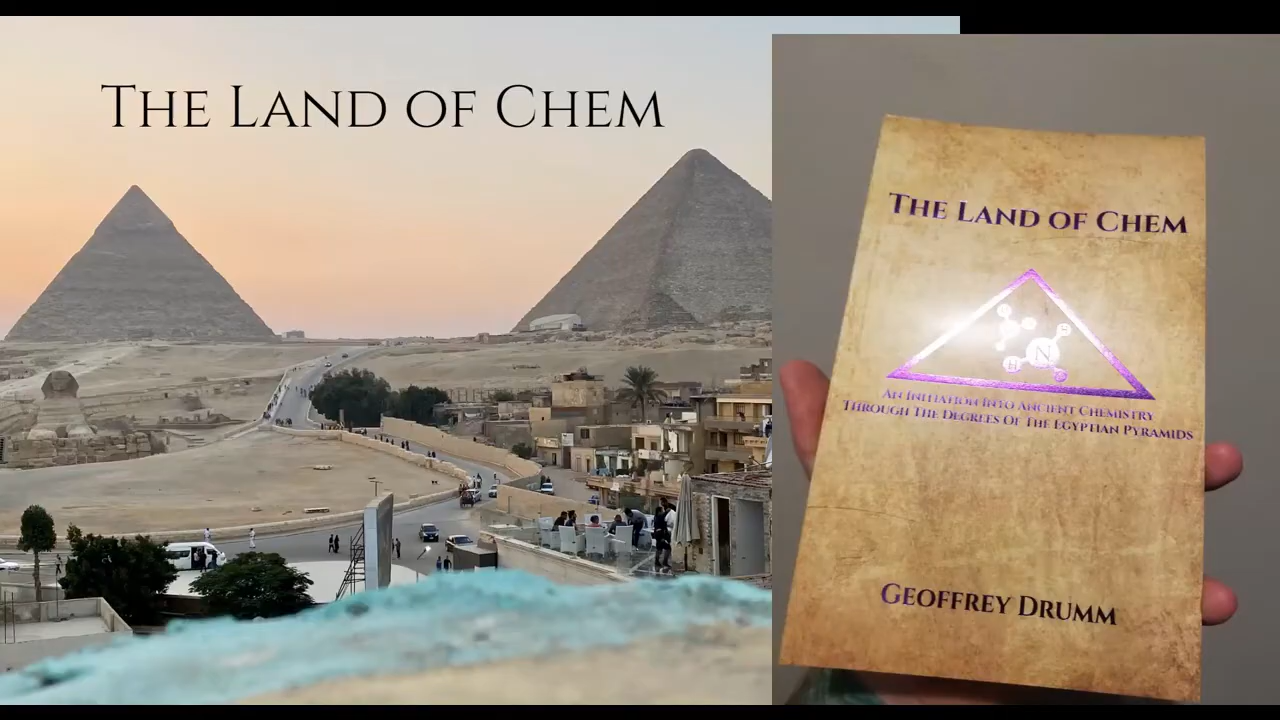 THE LAND OF CHEM
THE LAND OF CHEM
N
H
AN INITIATION INTO ANCIENT CHEMISTRY
THROUGH THE DEGREES OF THE EGYPTIAN PYRAMIDS
GEOFFREY DRUMM